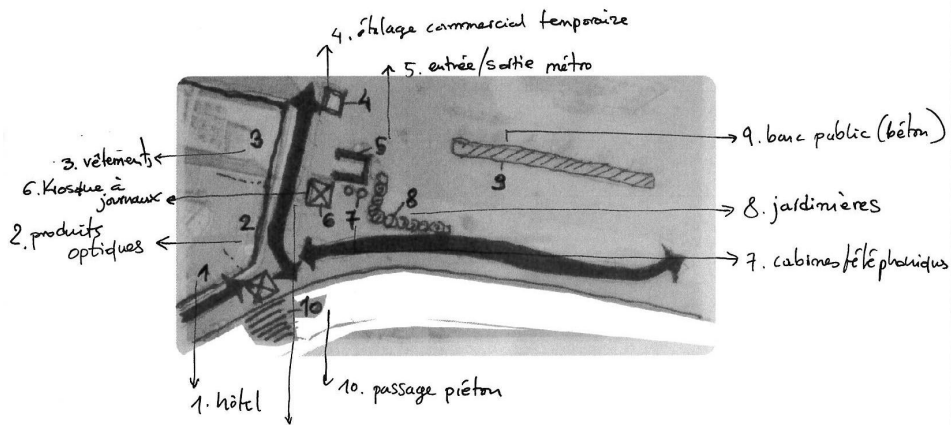 4. étalage commercial temporaire
5. entrée/sortie métro
4
3
5
9. banc public (béton)
3. vêtements
9
6. Kiosque à
journaux
6
7
8
8. jardinières
2
2. produits
optiques
7. cabines téléphoniques
1
10
10. passage piéton
1. hôtel